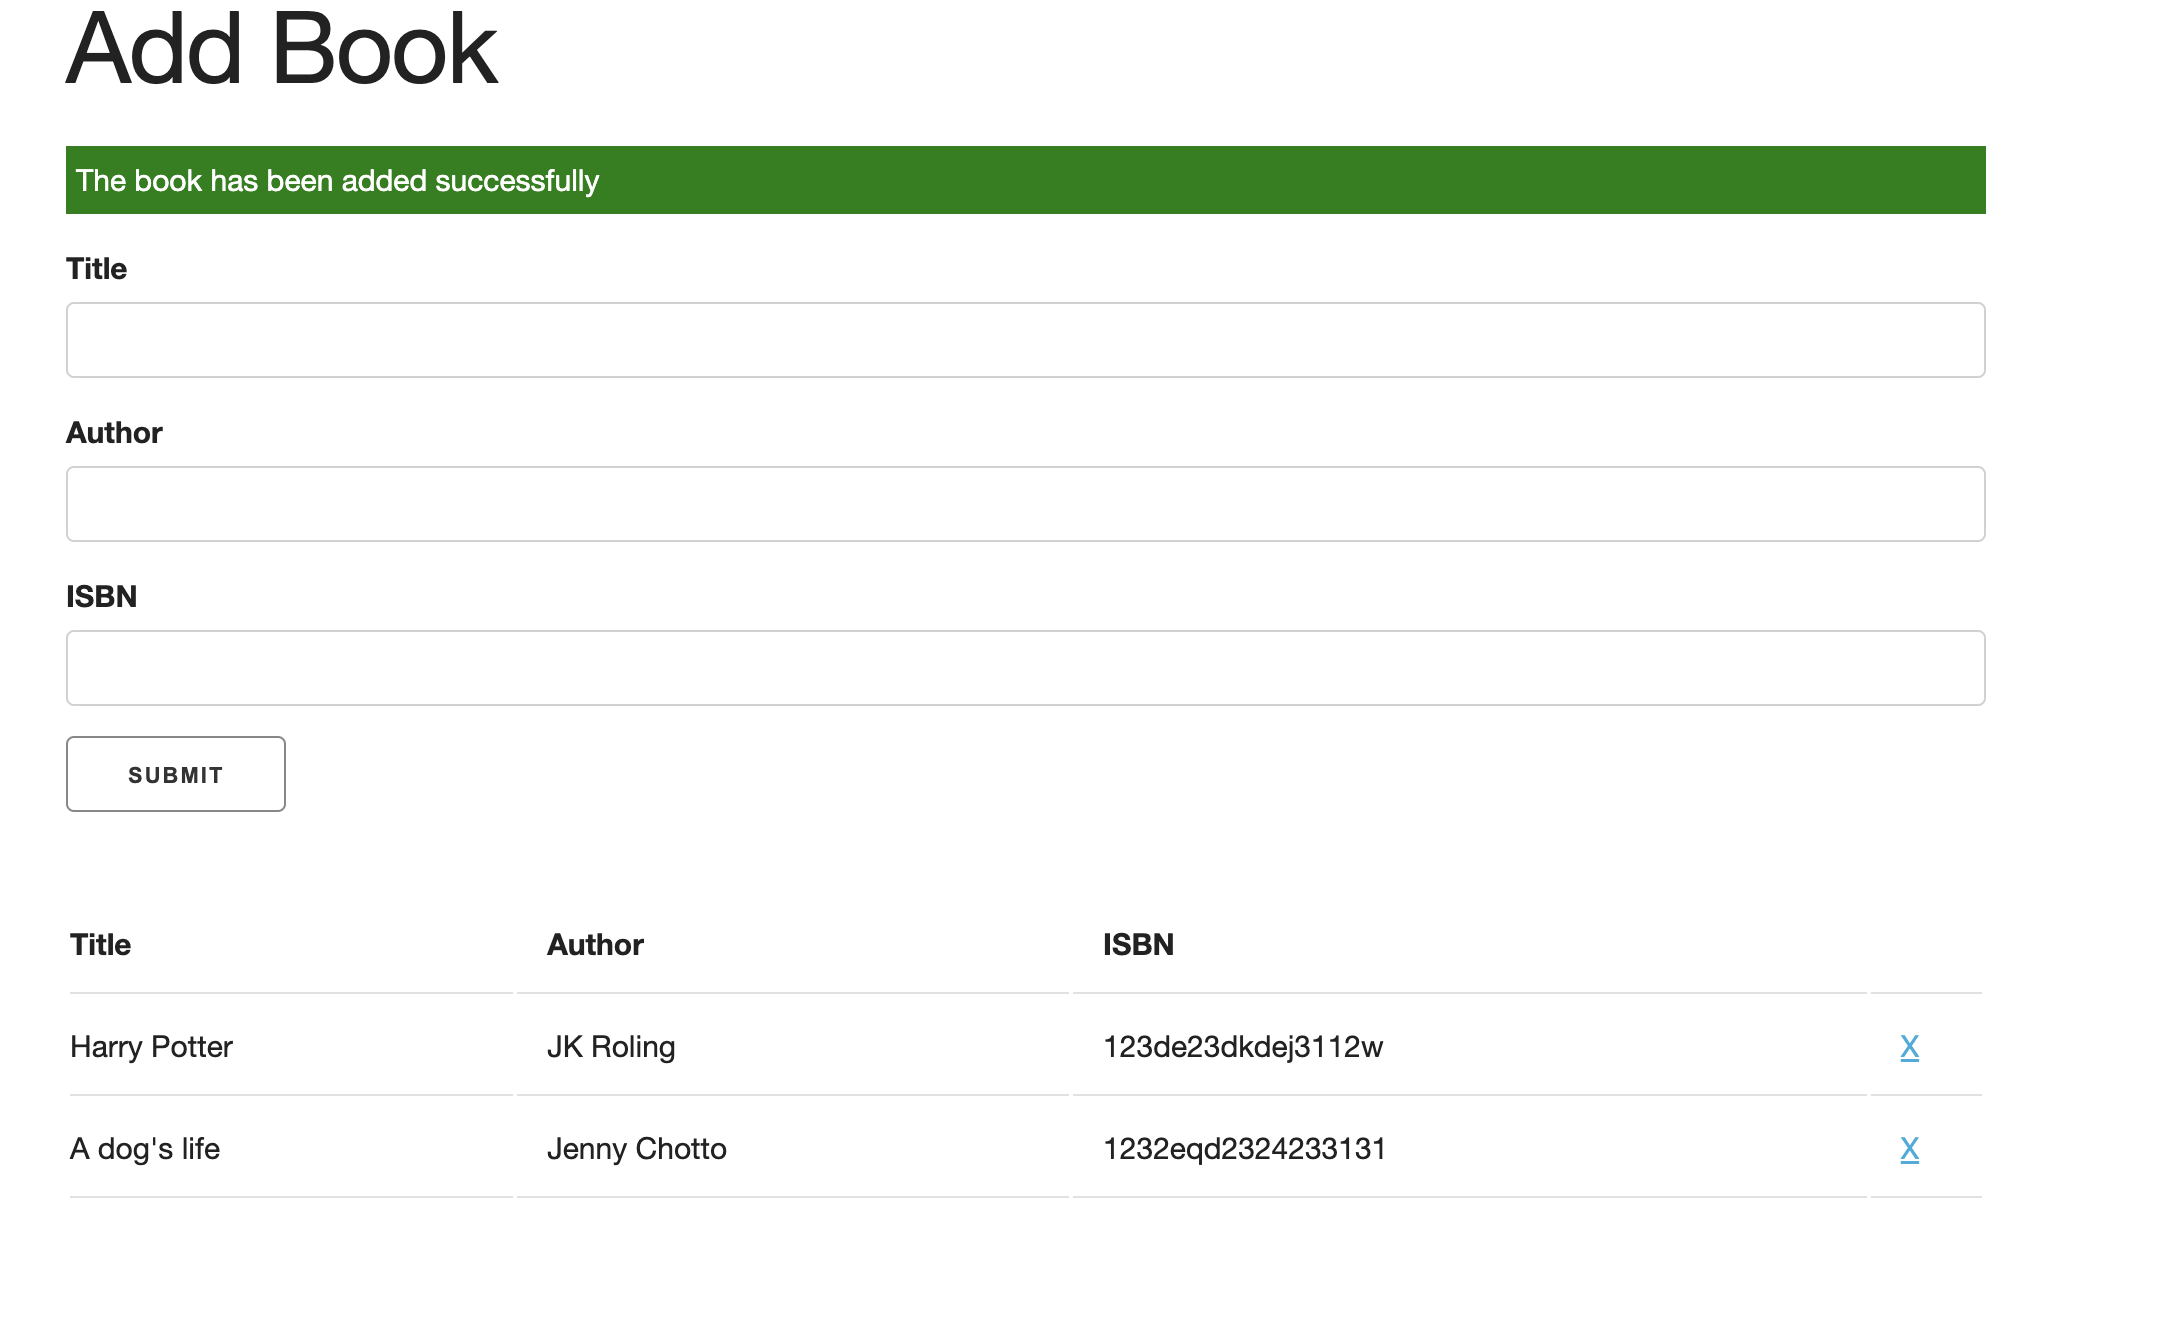 Add Book
The book has been added successfully
Title
Author
ISBN
SUBMIT
Title Author ISBN
Harry Potter JK Roling 123de23dkdej3112w X
A dog's life Jenny Chotto 1232eqd2324233131 X